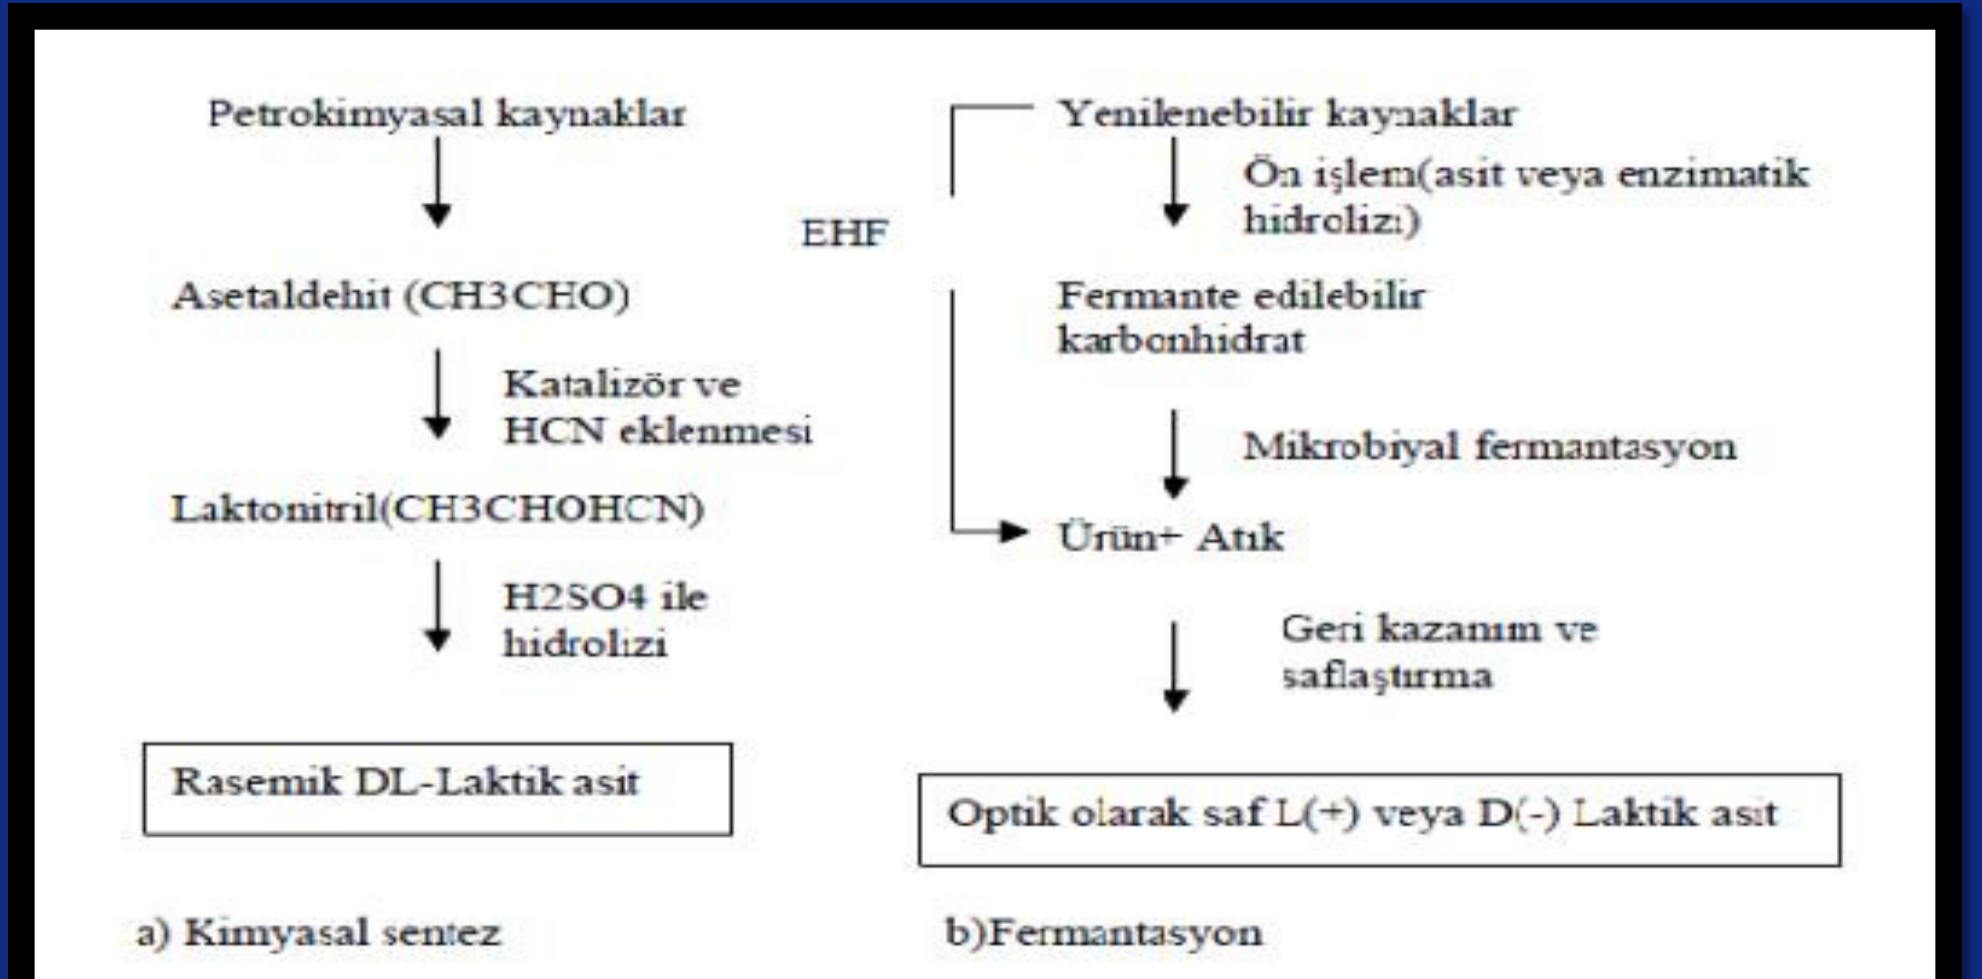 Petrokimyasal kaynaklar
Asetaldehit (CH3CHO)
Katalizör ve
HCN eklenmesi
Laktonitril(CH3CHOHCN)
H2SO4 ile
hidrolizi
Rasemik DL-Laktik asit
a) Kimyasal sentez
EHF
Yenilenebilir kaynaklar
Ön işlem(asit veya enzimatik
hidrolizi)
Fermante edilebilir
karbonhidrat
Mikrobiyal fermantasyon
Ürün+ Atık
Geri kazanım ve
saflaştırma
Optik olarak saf L(+) veya D(-) Laktik asit
b)Fermantasyon